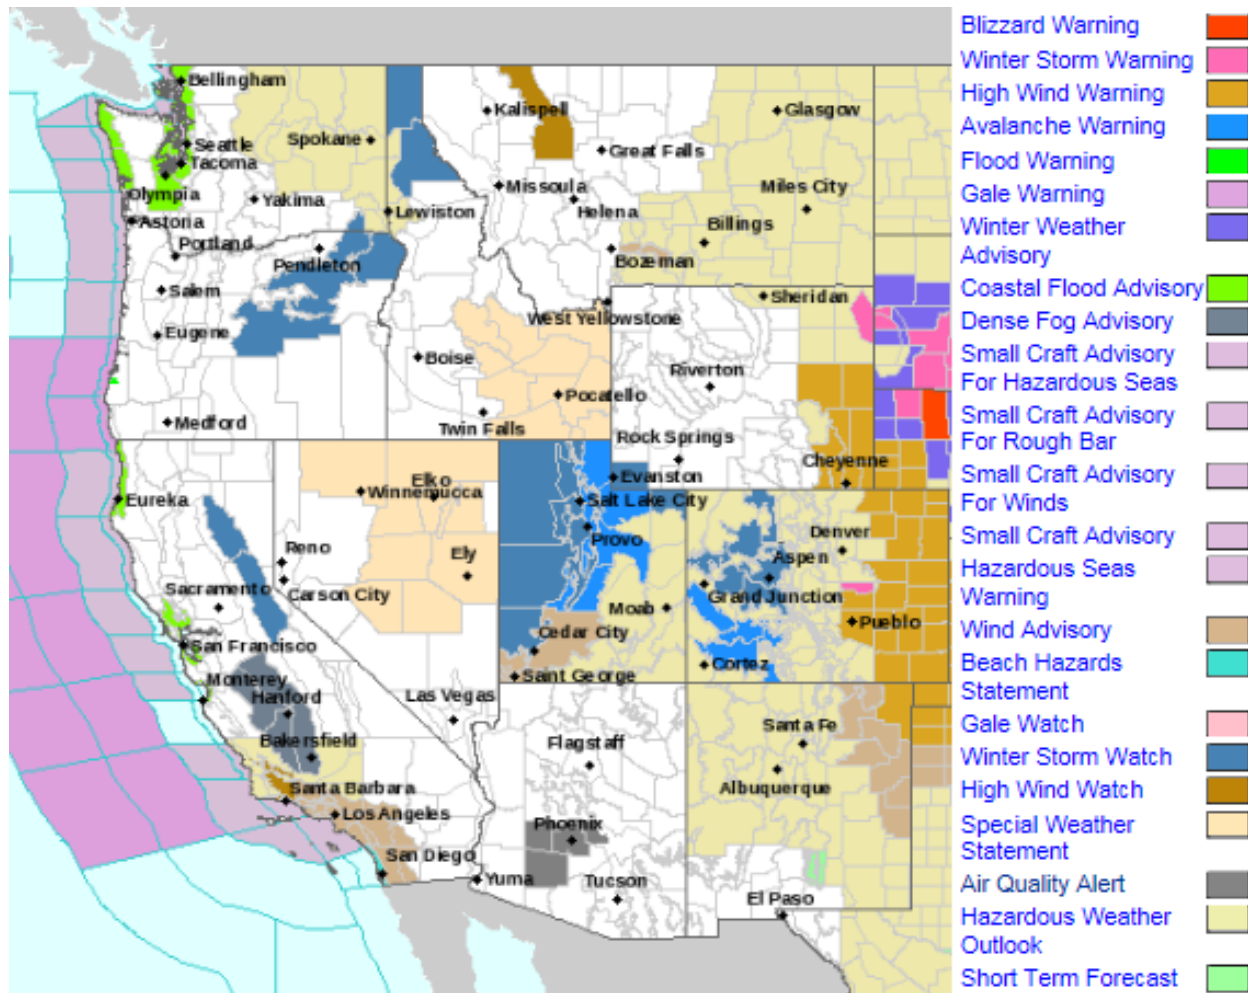 Bellingham
Seattle
Tacoma
Olympia
Astoria
Yakima
Portland
Salem
Eugene
Medford
Pendleton
Spokane
Lewiston
Kalispell
Missoula
Great Falls
Helena
Glasgow
Miles City
Billings
Bozeman
West Yellowstone
Sheridan
Boise
Pocatello
Twin Falls
Riverton
Rock Springs
Cheyenne
Evanston
Eureka
Winnemucca
Elko
Ely
Reno
Carson City
Sacramento
San Francisco
Monterey
Hanford
Bakersfield
Las Vegas
Salt Lake City
Provo
Moab
Cedar City
Saint George
Denver
Aspen
Grand Junction
Pueblo
Cortez
Santa Barbara
Los Angeles
San Diego
Yuma
Flagstaff
Phoenix
Tucson
Santa Fe
Albuquerque
El Paso
Blizzard Warning
Winter Storm Warning
High Wind Warning
Avalanche Warning
Flood Warning
Gale Warning
Winter Weather
Advisory
Coastal Flood Advisory
Dense Fog Advisory
Small Craft Advisory
For Hazardous Seas
Small Craft Advisory
For Rough Bar
Small Craft Advisory
For Winds
Small Craft Advisory
Hazardous Seas
Warning
Wind Advisory
Beach Hazards
Statement
Gale Watch
Winter Storm Watch
High Wind Watch
Special Weather
Statement
Air Quality Alert
Hazardous Weather
Outlook
Short Term Forecast